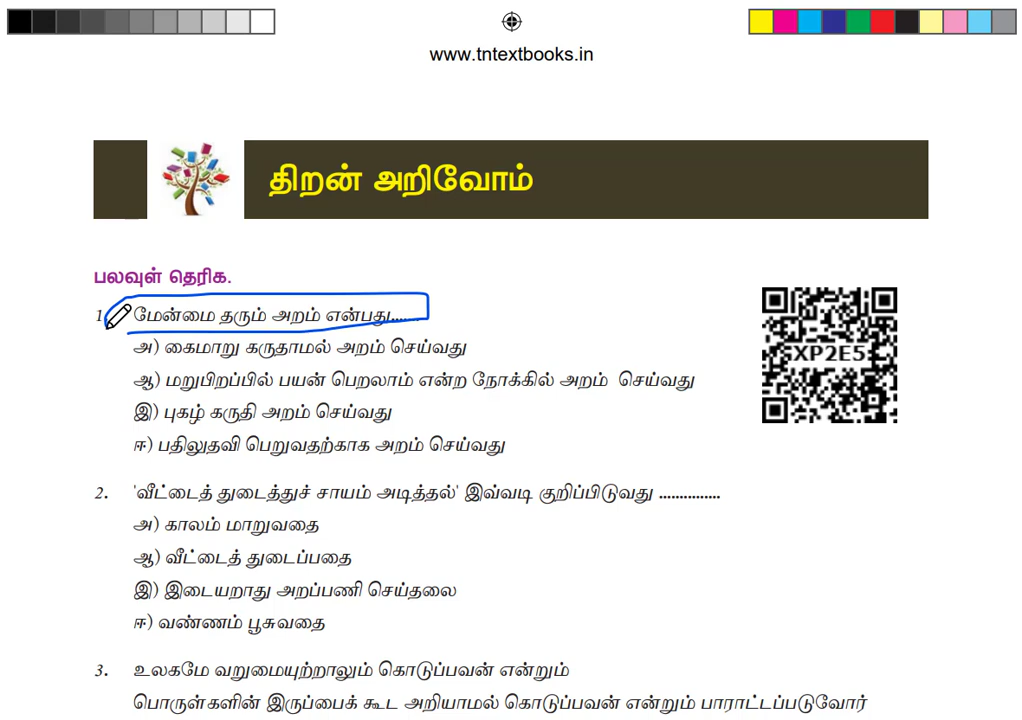 www.tntextbooks.in
திறன் அறிவோம்
பலவுள் தெரிக.
1. மேன்மை தரும் அறம் என்பது......
அ) கைமாறு கருதாமல் அறம் செய்வது
ஆ) மறுபிறப்பில் பயன் பெறலாம் என்ற நோக்கில் அறம் செய்வது
இ) புகழ் கருதி அறம் செய்வது
ஈ) பதிலுதவி பெறுவதற்காக அறம் செய்வது
XP2E5
2. 'வீட்டைத் துடைத்துச் சாயம் அடித்தல்' இவ்வடி குறிப்பிடுவது ...............
அ) காலம் மாறுவதை
ஆ) வீட்டைத் துடைப்பதை
இ) இடையறாது அறப்பணி செய்தலை
ஈ) வண்ணம் பூசுவதை
3. உலகமே வறுமையுற்றாலும் கொடுப்பவன் என்றும்
பொருள்களின் இருப்பைக் கூட அறியாமல் கொடுப்பவன் என்றும் பாராட்டப்படுவோர்